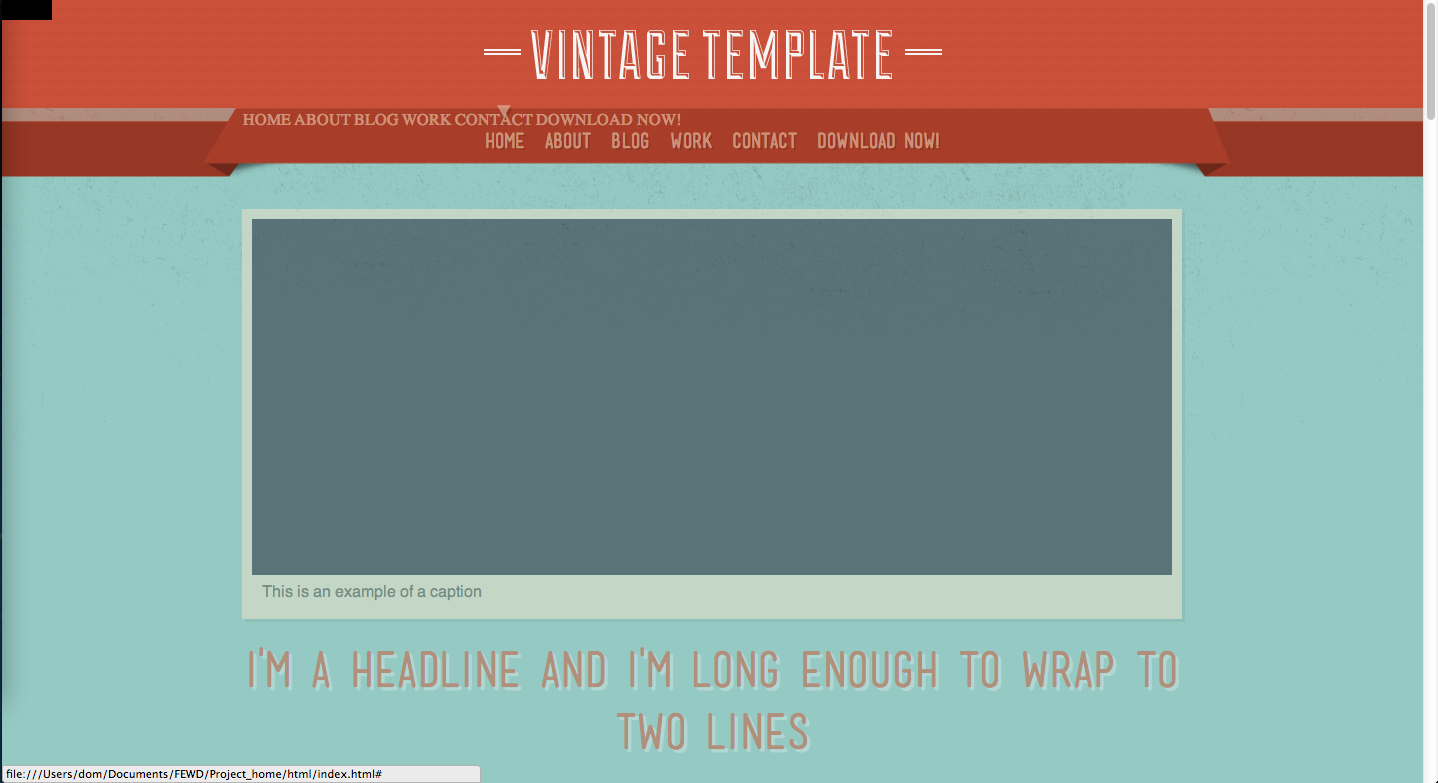 VINTAGE TEMPLATE
HOME ABOUT BLOG WORK CONTACT DOWNLOAD NOW!
HOME ABOUT BLOG WORK CONTACT DOWNLOAD NOW!
This is an example of a caption
I'M A HEADLINE AND I'M LONG ENOUGH TO WRAP TO
TWO LINES
file:///Users/dom/Documents/FEWD/Project_home/html/index.html#